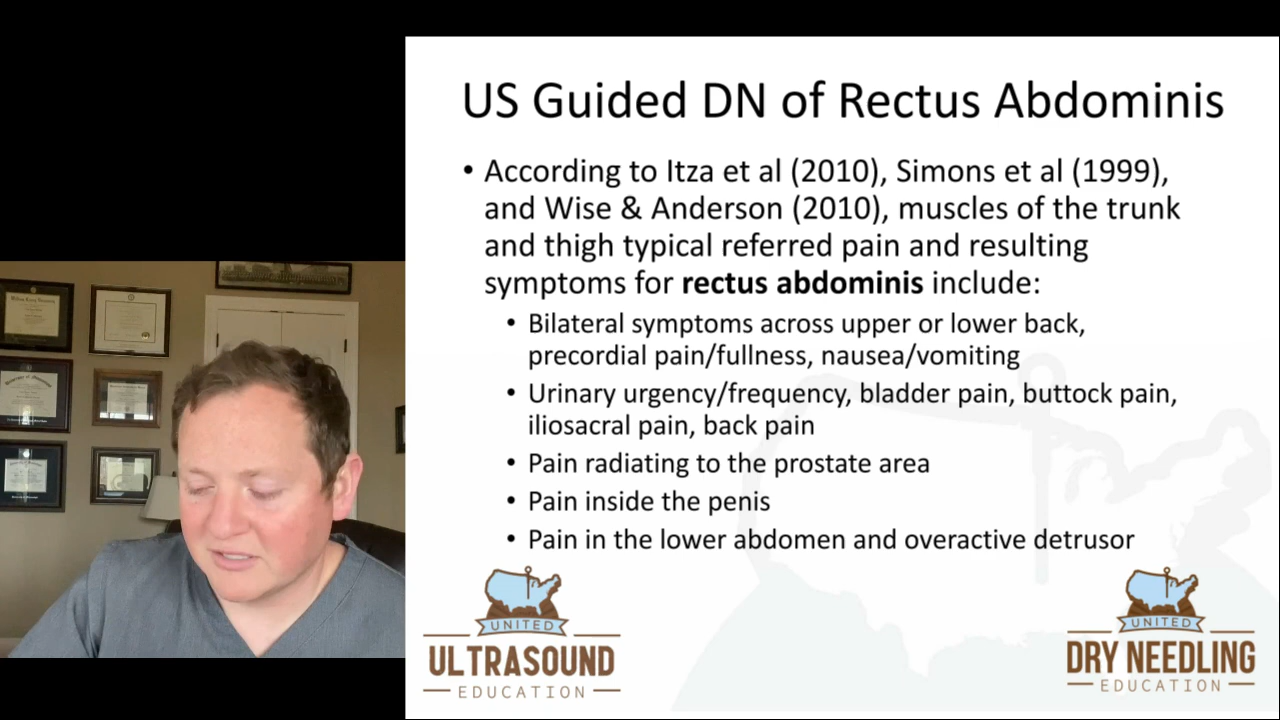 US Guided DN of Rectus Abdominis
• According to Itza et al (2010), Simons et al (1999),
and Wise & Anderson (2010), muscles of the trunk
and thigh typical referred pain and resulting
symptoms for rectus abdominis include:
• Bilateral symptoms across upper or lower back,
precordial pain/fullness, nausea/vomiting
• Urinary urgency/frequency, bladder pain, buttock pain,
iliosacral pain, back pain
• Pain radiating to the prostate area
• Pain inside the penis
• Pain in the lower abdomen and overactive detrusor
UNITED
ULTRASOUND
EDUCATION
UNITED
DRY NEEDLING
EDUCATION